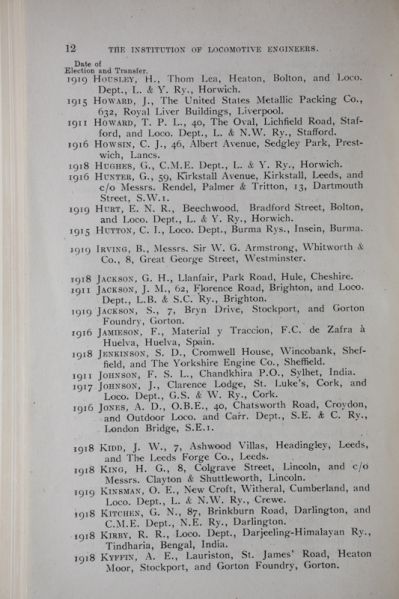 12 THE INSTITUTION OF LOCOMOTIVE ENGINEERS.
Date of
Election and Transfer.
1919 HOUSLEY, H., Thom Lea, Heaton, Bolton, and Loco.
Dept., L. & Y. Ry., Horwich.
1915 HOWARD, J., The United States Metallic Packing Co.,
632, Royal Liver Buildings, Liverpool.
1911 HOWARD, T. P. L., 40, The Oval, Lichfield Road, Staf-
ford, and Loco. Dept., L. & N.W. Ry., Stafford.
1916 HOWSIN, C. J., 46, Albert Avenue, Sedgley Park, Prest-
wich, Lancs.
1918 HUGHES, G., C.M.E. Dept., L. & Y. Ry., Horwich.
1916 HUNTER, G., 59, Kirkstall Avenue, Kirkstall, Leeds, and
c/o Messrs. Rendel, Palmer & Tritton, 13, Dartmouth
Street, S.W.1.
1919 HURT, E. N. R., Beechwood, Bradford Street, Bolton,
and Loco. Dept., L. & Y. Ry., Horwich.
1915 HUTTON, C. I., Loco. Dept., Burma Rys., Insein, Burma.
1919 IRVING, B., Messrs. Sir W. G. Armstrong, Whitworth &
Co., 8, Great George Street, Westminster.
1918 JACKSON, G. H., Llanfair, Park Road, Hale, Cheshire.
1911 JACKSON, J. M., 62, Florence Road, Brighton, and Loco.
Dept., L.B. & S.C. Ry., Brighton.
1919 JACKSON, S., 7, Bryn Drive, Stockport, and Gorton
Foundry, Gorton.
1916 JAMIESON, F., Material y Traccion, F.C. de Zafra à
Huelva, Huelva, Spain.
1918 JENKINSON, S. D., Cromwell House, Wincobank, Shef-
field, and The Yorkshire Engine Co., Sheffield.
1911 JOHNSON, F. S. L., Chandkhira P.O., Sylhet, India.
1917 JOHNSON, J., Clarence Lodge, St. Luke's, Cork, and
Loco. Dept., G.S. & W. Ry., Cork.
1916 JONES, A. D., O.B.E., 40, Chatsworth Road, Croydon,
and Outdoor Loco. and Carr. Dept., S.E. & C. Ry.,
London Bridge, S.E.1.
1918 KIDD, J. W., 7, Ashwood Villas, Headingley, Leeds,
and The Leeds Forge Co., Leeds.
1918 KING, H. G., 8, Colgrave Street, Lincoln, and c/o
Messrs. Clayton & Shuttleworth, Lincoln.
1919 KINSMAN, O. E., New Croft, Witheral, Cumberland, and
Loco. Dept., L. & N.W. Ry., Crewe.
1918 KITCHEN, G. N., 87, Brinkburn Road, Darlington, and
C.M.E. Dept., N.E. Ry., Darlington.
1918 KIRBY, R. R., Loco. Dept., Darjeeling-Himalayan Ry.,
Tindharia, Bengal, India.
1918 KYFFIN, A. E., Lauriston, St. James' Road, Heaton
Moor, Stockport, and Gorton Foundry, Gorton.